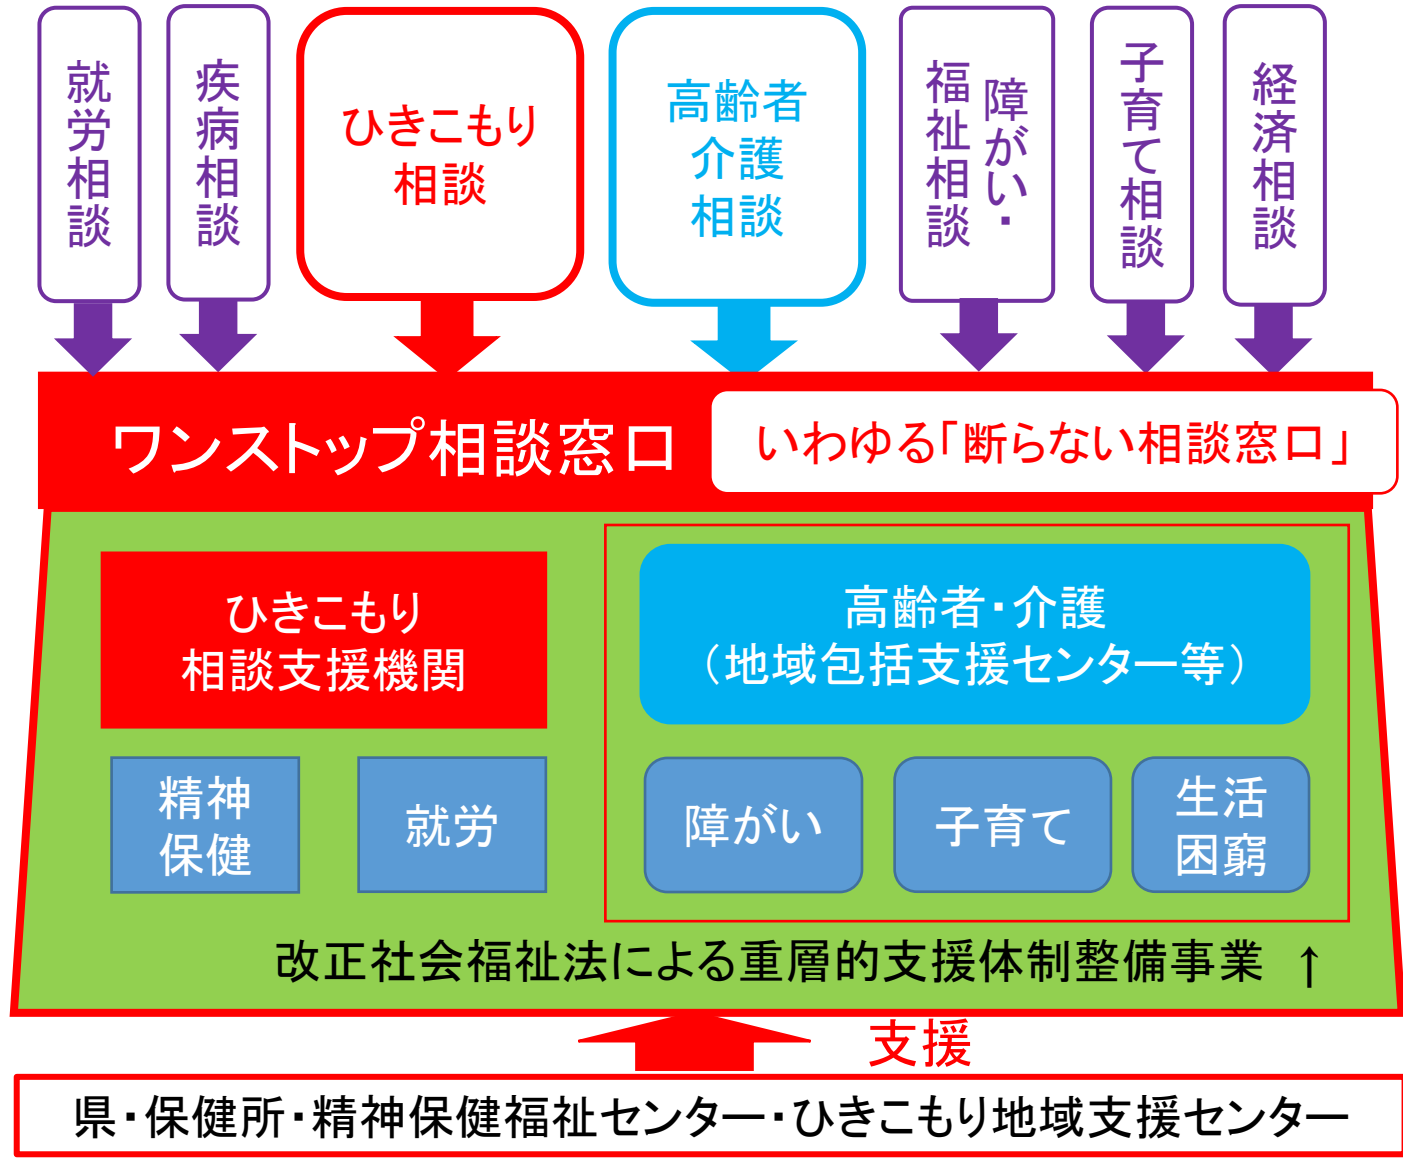 就労相談
疾病相談
ひきこもり
相談
高齢者
介護
相談
障がい・
福祉相談
子育て相談
経済相談
ワンストップ相談窓口
いわゆる「断らない相談窓口」
ひきこもり
相談支援機関
高齢者・介護
（地域包括支援センター等）
精神
保健
就労
障がい
子育て
生活
困窮
改正社会福祉法による重層的支援体制整備事業 ↑
支援
県・保健所・精神保健福祉センター・ひきこもり地域支援センター